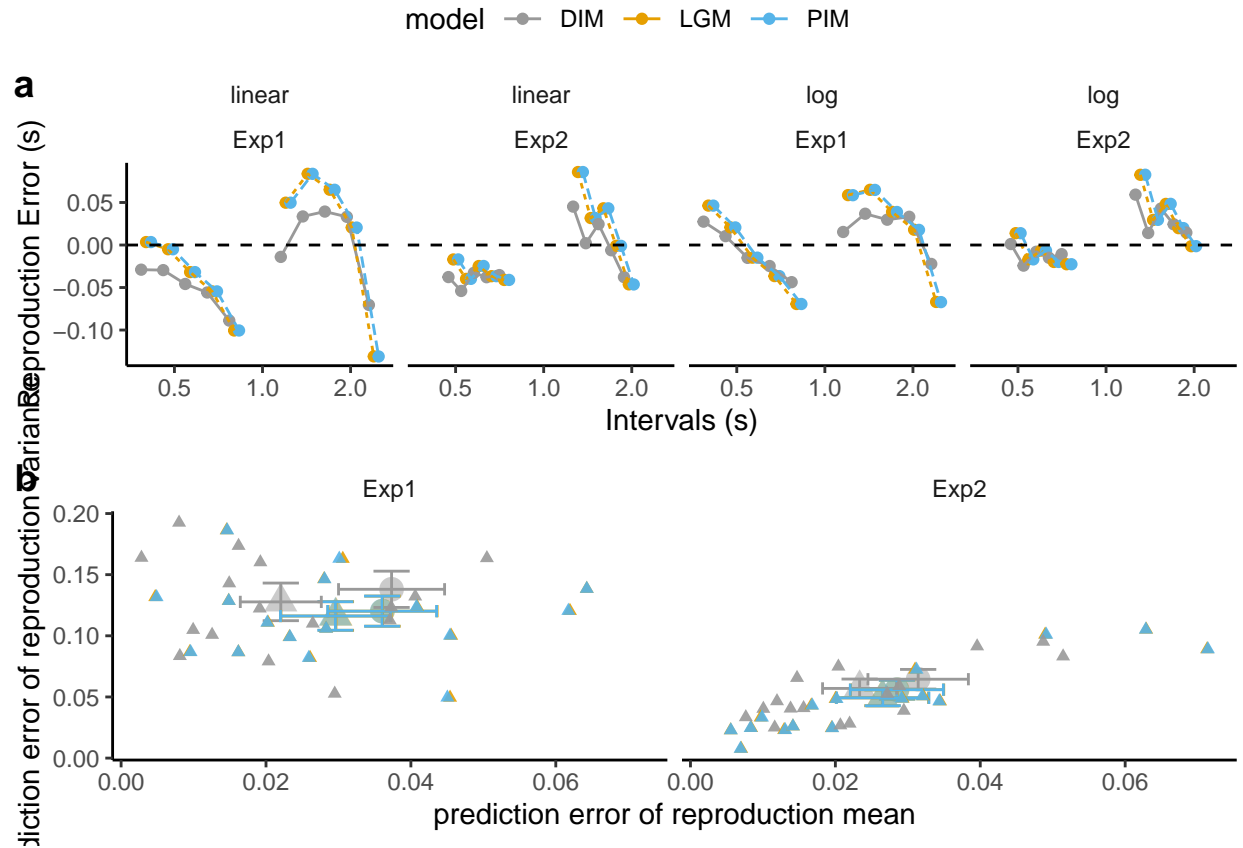 model DIM LGM PIM
a
linear linear log log
Exp1 Exp2 Exp1 Exp2
Reproduction Error (s)
0.05
0.00
−0.05
−0.10
0.5 1.0 2.0 0.5 1.0 2.0 0.5 1.0 2.0 0.5 1.0 2.0
Intervals (s)
b
Exp1 Exp2
diction error of reproduction
0.20
0.15
0.10
0.05
0.00
0.00 0.02 0.04 0.06 0.00 0.02 0.04 0.06
prediction error of reproduction mean